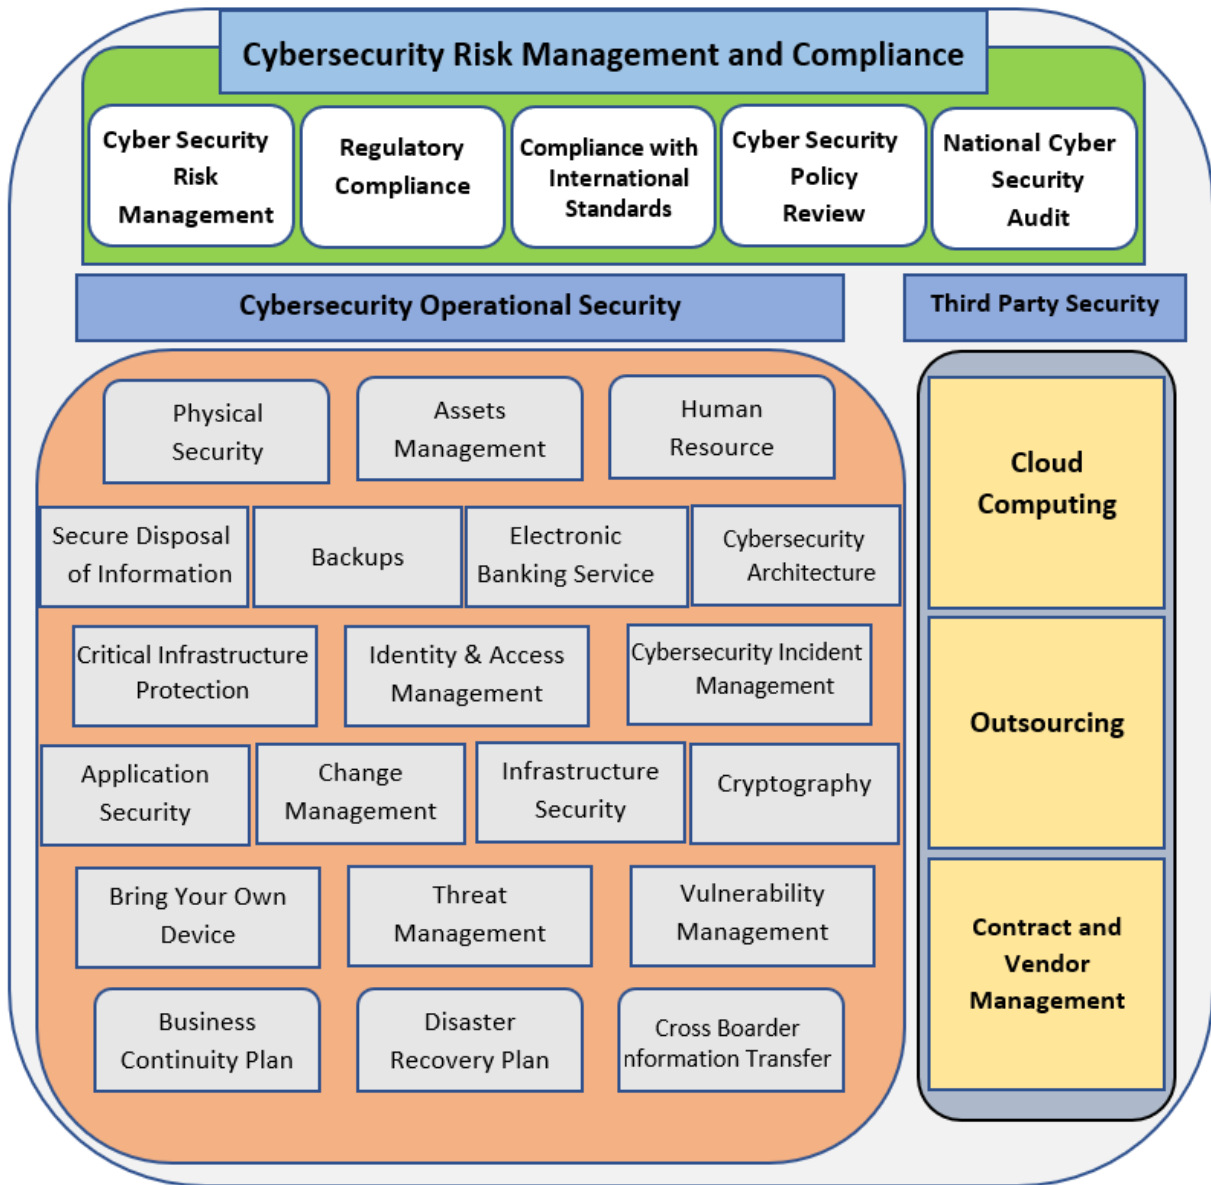 Cybersecurity Risk Management and Compliance
Cyber Security
Risk
Management
Regulatory
Compliance
Compliance with
International
Standards
Cyber Security
Policy
Review
National Cyber
Security
Audit
Cybersecurity Operational Security
Third Party Security
Physical
Security
Assets
Management
Human
Resource
Secure Disposal
of Information
Backups
Electronic
Banking Service
Cybersecurity
Architecture
Critical Infrastructure
Protection
Identity & Access
Management
Cybersecurity Incident
Management
Application
Security
Change
Management
Infrastructure
Security
Cryptography
Bring Your Own
Device
Threat
Management
Vulnerability
Management
Business
Continuity Plan
Disaster
Recovery Plan
Cross Boarder
nformation Transfer
Cloud
Computing
Outsourcing
Contract and
Vendor
Management